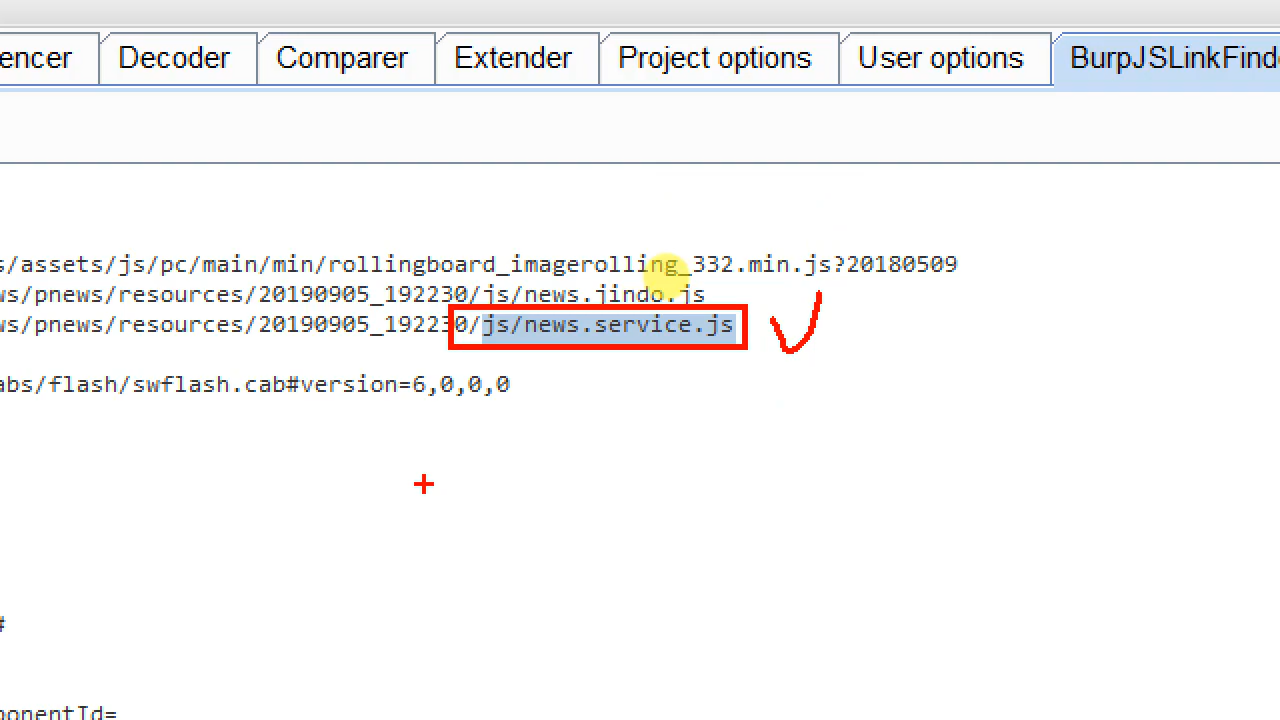 encer Decoder Comparer Extender Project options User options BurpJSLinkFind
s/assets/js/pc/main/min/rollingboard_imagerolling_332.min.js?20180509
ws/pnews/resources/20190905_192230/js/news.jindo.js
ws/pnews/resources/20190905_192230/js/news.service.js
abs/flash/swflash.cab#version=6,0,0,0
#
ponentId=